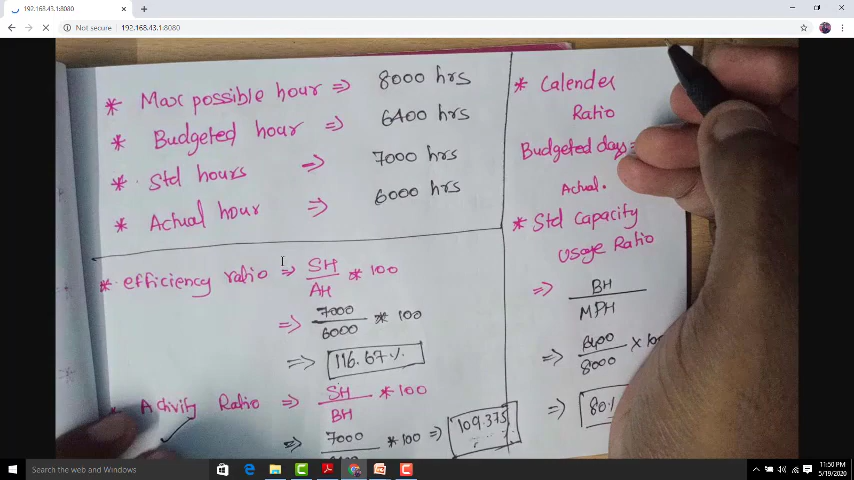 192.168.43.1:8080
Not secure | 192.168.43.1:8080
* Max possible hour => 8000 hrs
* Budgeted hour => 6400 hrs
* Std hours => 7000 hrs
* Actual hour => 6000 hrs
* efficiency ratio => SH/AH * 100
=> 7000/6000 * 100
=> 116.67%
* Activity Ratio => SH/BH * 100
=> 7000 * 100 => 109.375 %
* Calender
Ratio
Budgeted days
Actual.
* Std Capacity
Usage Ratio
=> BH/MPH
=> 6400/8000 x 100
=> 80%
Search the web and Windows
11:50 PM
5/19/2020